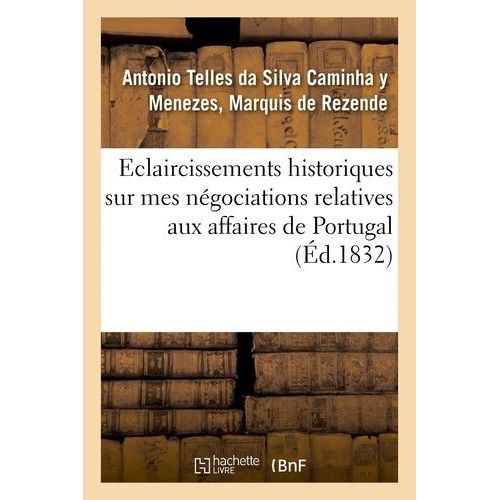 Antonio Telles da Silva Caminha y
Menezes, Marquis de Rezende
Eclaircissements historiques
sur mes négociations relatives
aux affaires de Portugal
(Éd.1832)
hachette
LIVRE
{BnF